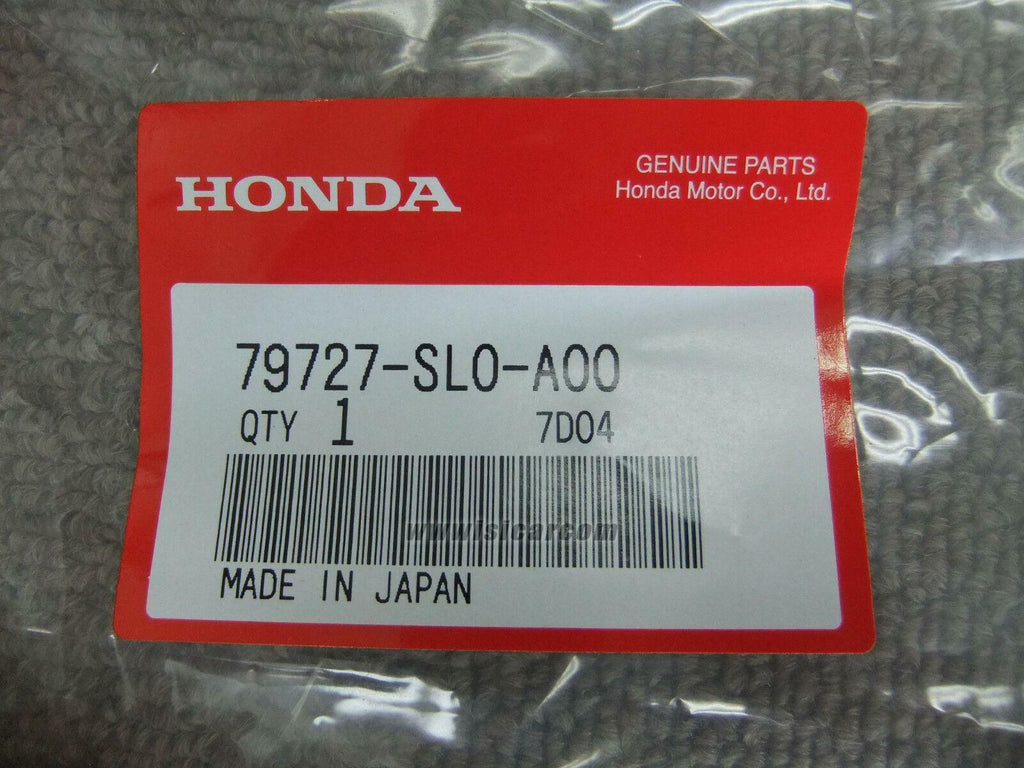 HONDA
GENUINE PARTS
Honda Motor Co., Ltd.
79727-SL0-A00
QTY 1 7D04
www.isicar.com
MADE IN JAPAN